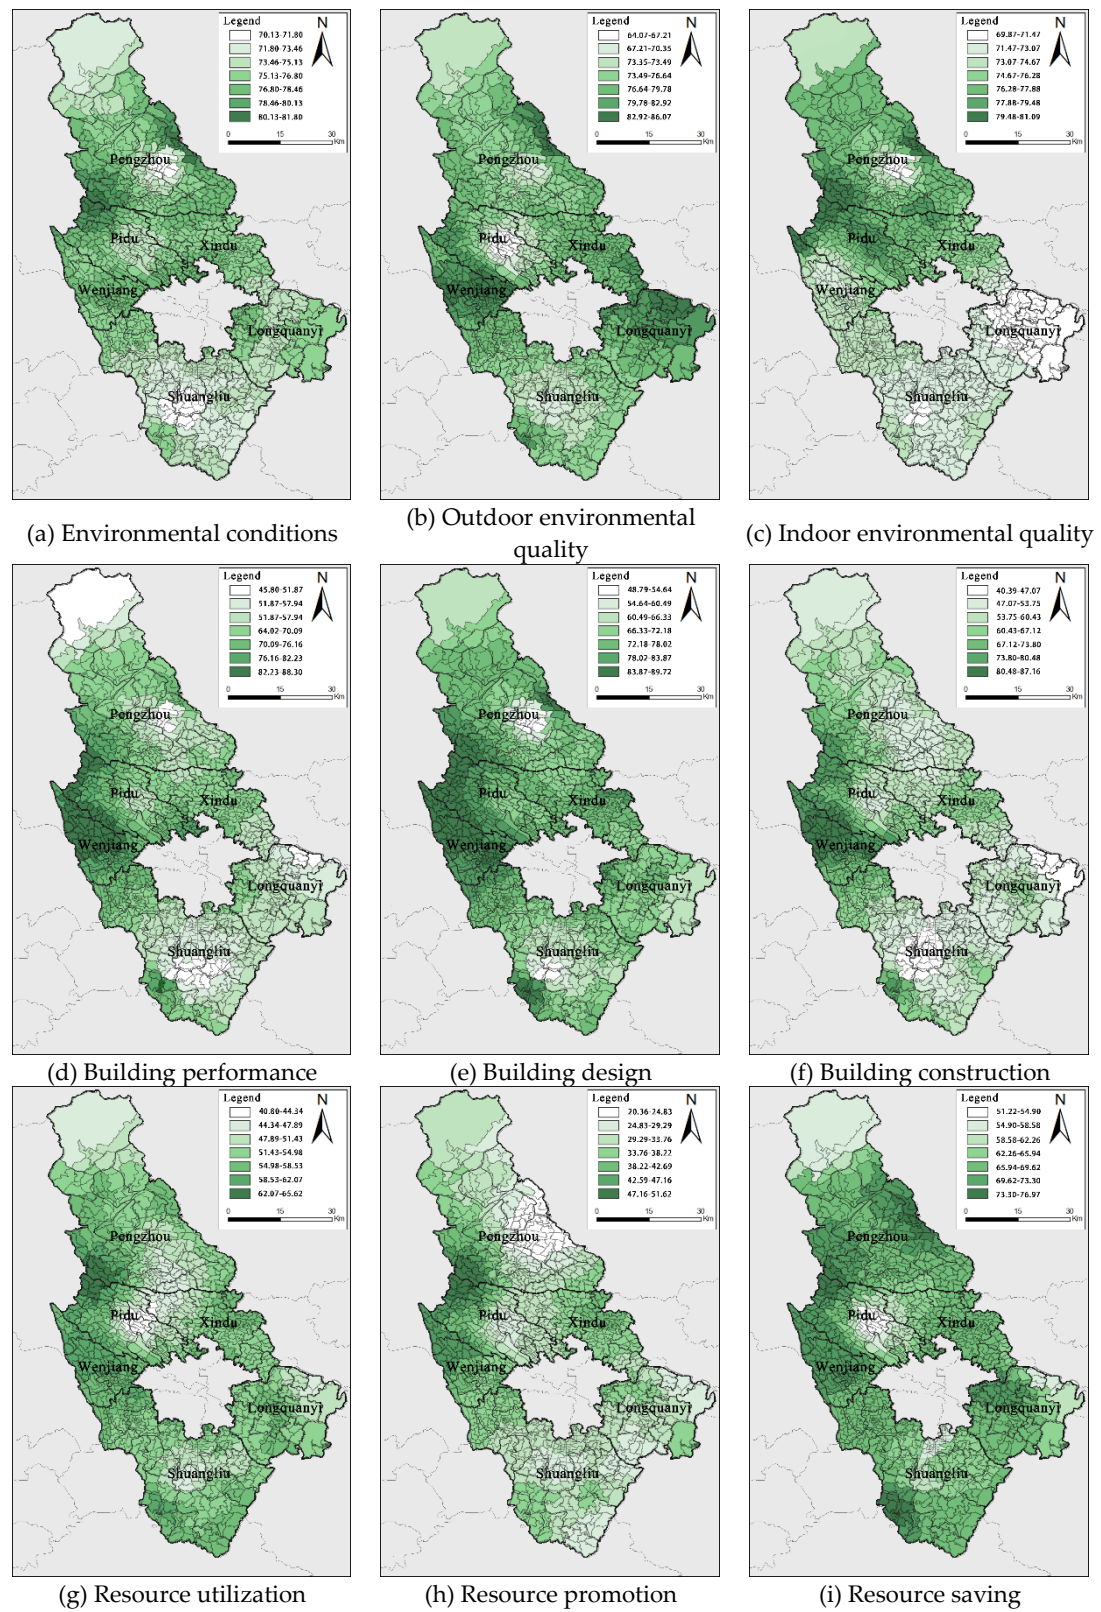 Legend
N
70.13-71.80
71.80-73.46
73.46-75.13
75.13-76.80
76.80-78.46
78.46-80.13
80.13-81.80
0 15 30
Km
Pengzhou
Pidu
Xindu
Wenjiang
Longquanyi
Shuangliu
(a) Environmental conditions
Legend
N
64.07-67.21
67.21-70.35
73.35-73.49
73.49-76.64
76.64-79.78
79.78-82.92
82.92-86.07
0 15 30
Km
Pengzhou
Pidu
Xindu
Wenjiang
Longquanyi
Shuangliu
(b) Outdoor environmental
quality
Legend
N
69.87-71.47
71.47-73.07
73.07-74.67
74.67-76.28
76.28-77.88
77.88-79.48
79.48-81.09
0 15 30
Km
Pengzhou
Pidu
Xindu
Wenjiang
Longquanyi
Shuangliu
(c) Indoor environmental quality
Legend
N
45.80-51.87
51.87-57.94
51.87-57.94
64.02-70.09
70.09-76.16
76.16-82.23
82.23-88.30
0 15 30
Km
Pengzhou
Pidu
Xindu
Wenjiang
Longquanyi
Shuangliu
(d) Building performance
Legend
N
48.79-54.64
54.64-60.49
60.49-66.33
66.33-72.18
72.18-78.02
78.02-83.87
83.87-89.72
0 15 30
Km
Pengzhou
Pidu
Xindu
Wenjiang
Longquanyi
Shuangliu
(e) Building design
Legend
N
40.39-47.07
47.07-53.75
53.75-60.43
60.43-67.12
67.12-73.80
73.80-80.48
80.48-87.16
0 15 30
Km
Pengzhou
Pidu
Xindu
Wenjiang
Longquanyi
Shuangliu
(f) Building construction
Legend
N
40.80-44.34
44.34-47.89
47.89-51.43
51.43-54.98
54.98-58.53
58.53-62.07
62.07-65.62
0 15 30
Km
Pengzhou
Pidu
Xindu
Wenjiang
Longquanyi
Shuangliu
(g) Resource utilization
Legend
N
20.36-24.83
24.83-29.29
29.29-33.76
33.76-38.22
38.22-42.69
42.59-47.16
47.16-51.62
0 15 30
Km
Pengzhou
Pidu
Xindu
Wenjiang
Longquanyi
Shuangliu
(h) Resource promotion
Legend
N
51.22-54.90
54.90-58.58
58.58-62.26
62.26-65.94
65.94-69.62
69.62-73.30
73.30-76.97
0 15 30
Km
Pengzhou
Pidu
Xindu
Wenjiang
Longquanyi
Shuangliu
(i) Resource saving